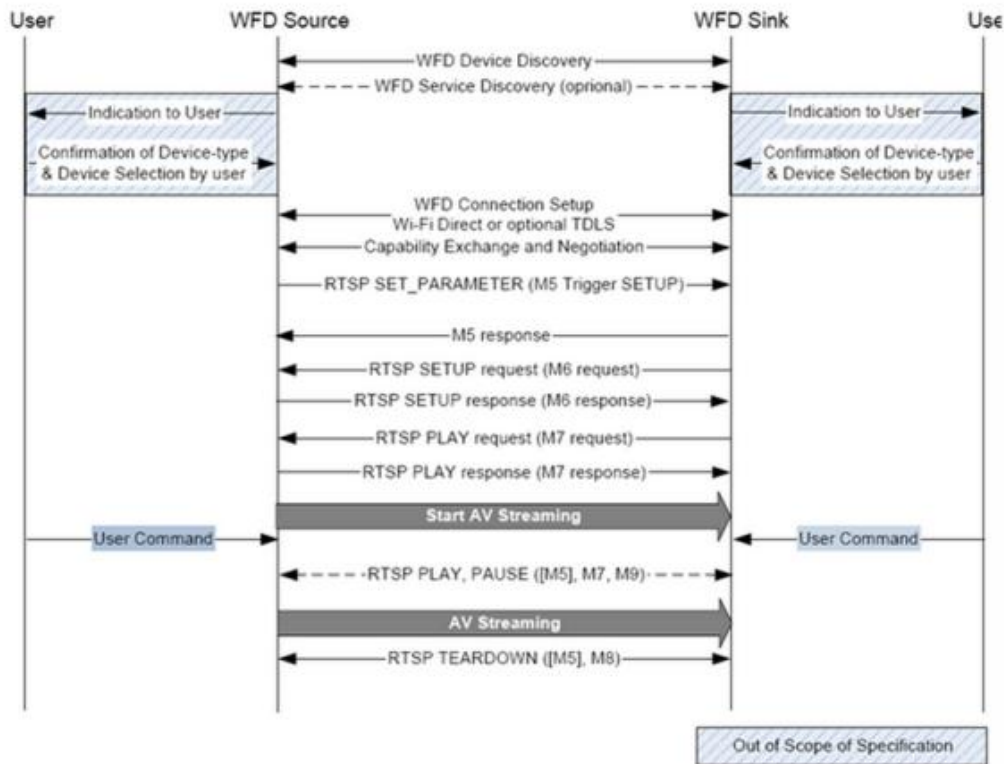 User
WFD Source
WFD Sink
Use
WFD Device Discovery
WFD Service Discovery (oprional)
Indication to User
Indication to User
Confirmation of Device-type
& Device Selection by user
Confirmation of Device-type
& Device Selection by user
WFD Connection Setup
Wi-Fi Direct or optional TDLS
Capability Exchange and Negotiation
RTSP SET_PARAMETER (M5 Trigger SETUP)
M5 response
RTSP SETUP request (M6 request)
RTSP SETUP response (M6 response)
RTSP PLAY request (M7 request)
RTSP PLAY response (M7 response)
Start AV Streaming
User Command
User Command
RTSP PLAY, PAUSE ([M5], M7, M9)
AV Streaming
RTSP TEARDOWN ([M5], M8)
Out of Scope of Specification